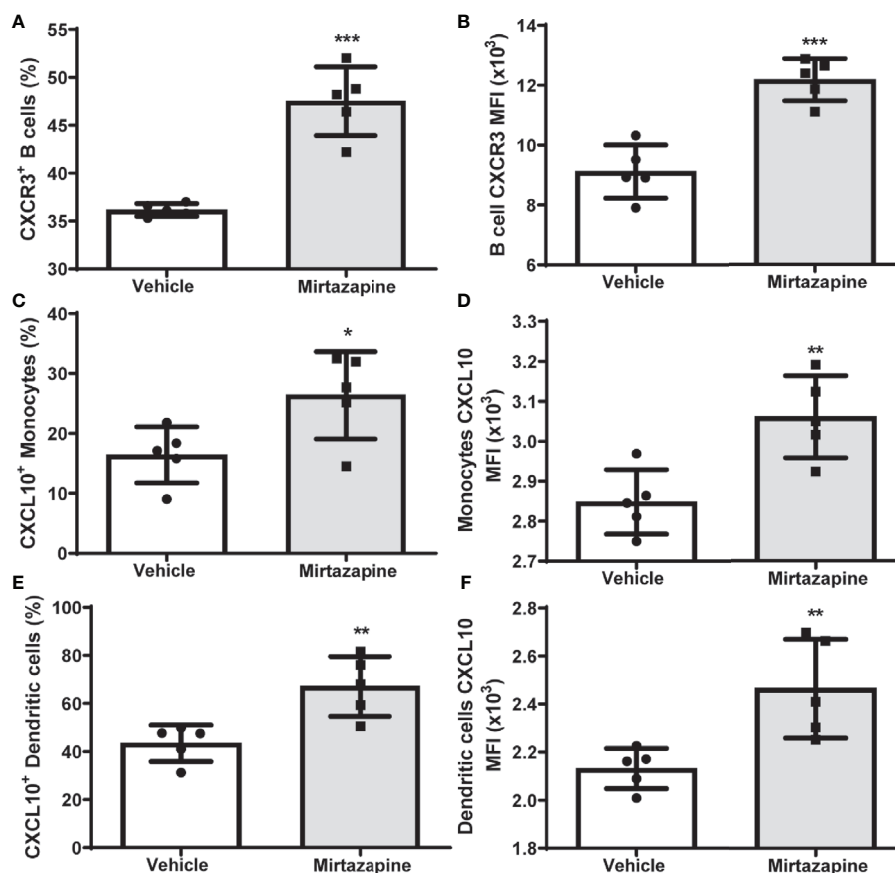 A
CXCR3+ B cells (%)
55
50
45
40
35
30
***
Vehicle
Mirtazapine
B
B cell CXCR3 MFI (x10³)
14
12
10
8
6
***
Vehicle
Mirtazapine
C
CXCL10+ Monocytes (%)
40
30
20
10
0
*
Vehicle
Mirtazapine
D
Monocytes CXCL10
MFI (x10³)
3.3
3.2
3.1
3.0
2.9
2.8
2.7
**
Vehicle
Mirtazapine
E
CXCL10+ Dendritic cells (%)
100
80
60
40
20
0
**
Vehicle
Mirtazapine
F
Dendritic cells CXCL10
MFI (x10³)
2.8
2.6
2.4
2.2
2.0
1.8
**
Vehicle
Mirtazapine